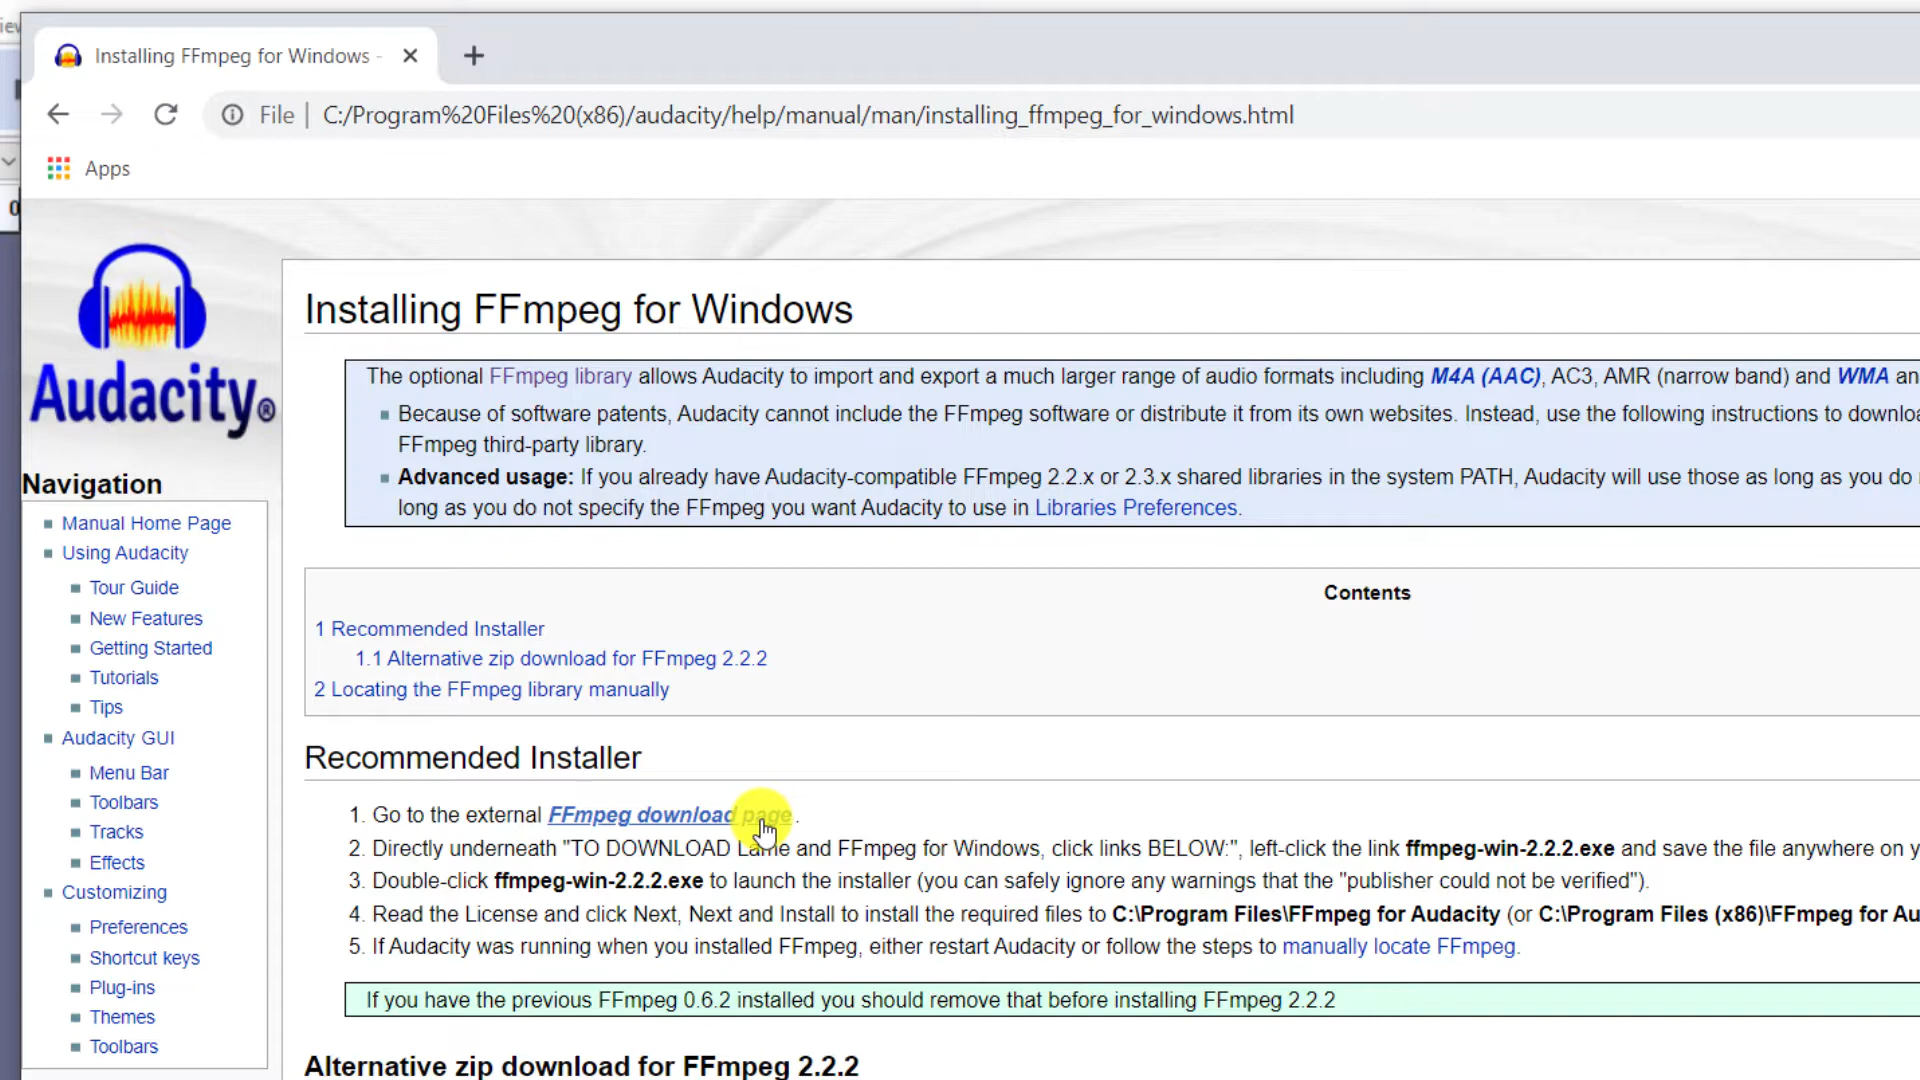 Installing FFmpeg for Windows -
File | C:/Program%20Files%20(x86)/audacity/help/manual/man/installing_ffmpeg_for_windows.html
Apps
Audacity®
Navigation
Manual Home Page
Using Audacity
Tour Guide
New Features
Getting Started
Tutorials
Tips
Audacity GUI
Menu Bar
Toolbars
Tracks
Effects
Customizing
Preferences
Shortcut keys
Plug-ins
Themes
Toolbars
Installing FFmpeg for Windows
The optional FFmpeg library allows Audacity to import and export a much larger range of audio formats including M4A (AAC), AC3, AMR (narrow band) and WMA an
Because of software patents, Audacity cannot include the FFmpeg software or distribute it from its own websites. Instead, use the following instructions to downloa
FFmpeg third-party library.
Advanced usage: If you already have Audacity-compatible FFmpeg 2.2.x or 2.3.x shared libraries in the system PATH, Audacity will use those as long as you do
long as you do not specify the FFmpeg you want Audacity to use in Libraries Preferences.
Contents
1 Recommended Installer
1.1 Alternative zip download for FFmpeg 2.2.2
2 Locating the FFmpeg library manually
Recommended Installer
1. Go to the external FFmpeg download page.
2. Directly underneath "TO DOWNLOAD Lame and FFmpeg for Windows, click links BELOW:", left-click the link ffmpeg-win-2.2.2.exe and save the file anywhere on y
3. Double-click ffmpeg-win-2.2.2.exe to launch the installer (you can safely ignore any warnings that the "publisher could not be verified").
4. Read the License and click Next, Next and Install to install the required files to C:\Program Files\FFmpeg for Audacity (or C:\Program Files (x86)\FFmpeg for Au
5. If Audacity was running when you installed FFmpeg, either restart Audacity or follow the steps to manually locate FFmpeg.
If you have the previous FFmpeg 0.6.2 installed you should remove that before installing FFmpeg 2.2.2
Alternative zip download for FFmpeg 2.2.2